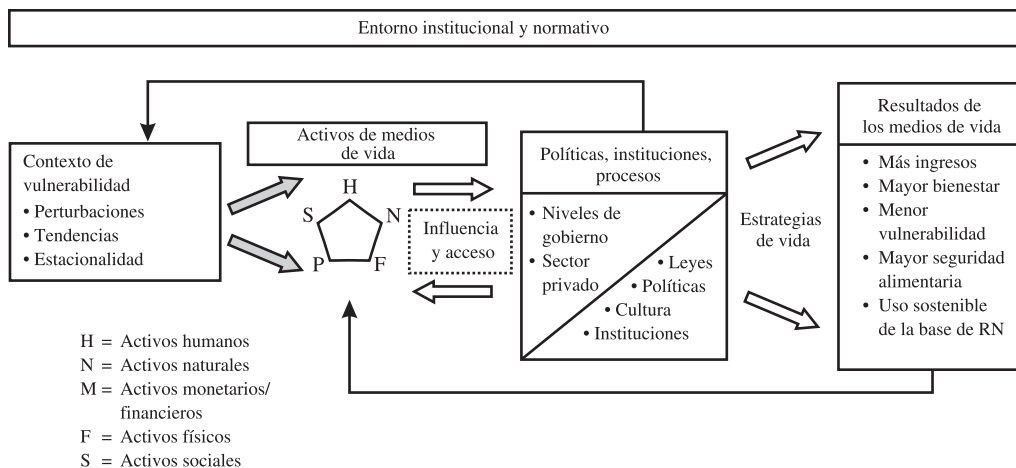 Entorno institucional y normativo
Contexto de
vulnerabilidad
• Perturbaciones
• Tendencias
• Estacionalidad
Activos de medios
de vida
H
S
N
P
F
Influencia
y acceso
Políticas, instituciones,
procesos
• Niveles de
gobierno
• Sector
privado
• Leyes
• Políticas
• Cultura
• Instituciones
Estrategias
de vida
Resultados de
los medios de vida
• Más ingresos
• Mayor bienestar
• Menor
vulnerabilidad
• Mayor seguridad
alimentaria
• Uso sostenible
de la base de RN
H = Activos humanos
N = Activos naturales
M = Activos monetarios/
financieros
F = Activos físicos
S = Activos sociales